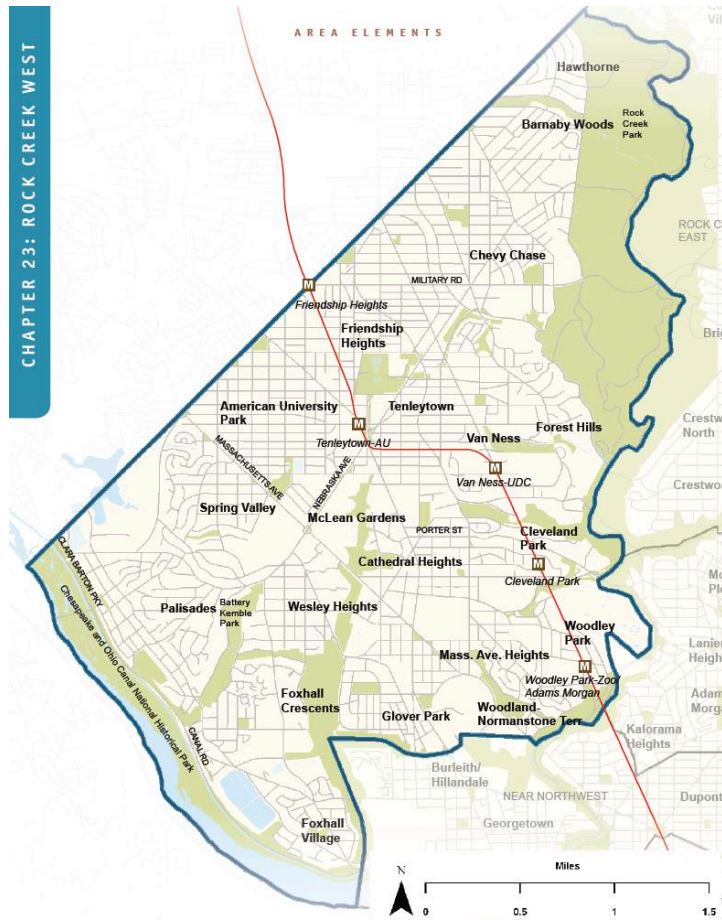 CHAPTER 23: ROCK CREEK WEST
AREA ELEMENTS
Hawthorne
Barnaby Woods
Rock
Creek
Park
EAST
Chevy Chase
MILITARY RD
M
Friendship Heights
Friendship
Heights
American University
Park
Tenleytown
M
Tenleytown-AU
Forest Hills
Van Ness
M
Van Ness-UDC
North
MASSACHUSETTS AVE
NEBRASKA AVE
Spring Valley
McLean Gardens
PORTER ST
Cleveland
Park
Cathedral Heights
M
Cleveland Park
CLARA BARTON PKY
Chesapeake and Ohio Canal National Historical Park
Palisades
Battery
Kemble
Park
Wesley Heights
Woodley
Park
Mass. Ave. Heights
M
Woodley Park-Zoo/
Adams Morgan
Foxhall
Crescents
Glover Park
Woodland-
Normanstone Terr
CANAL RD
Kalorama
Heights
Burleith/
Hillandale
NEAR NORTHWEST
Dupont
Georgetown
Foxhall
Village
N
Miles
0 0.5 1 1.5